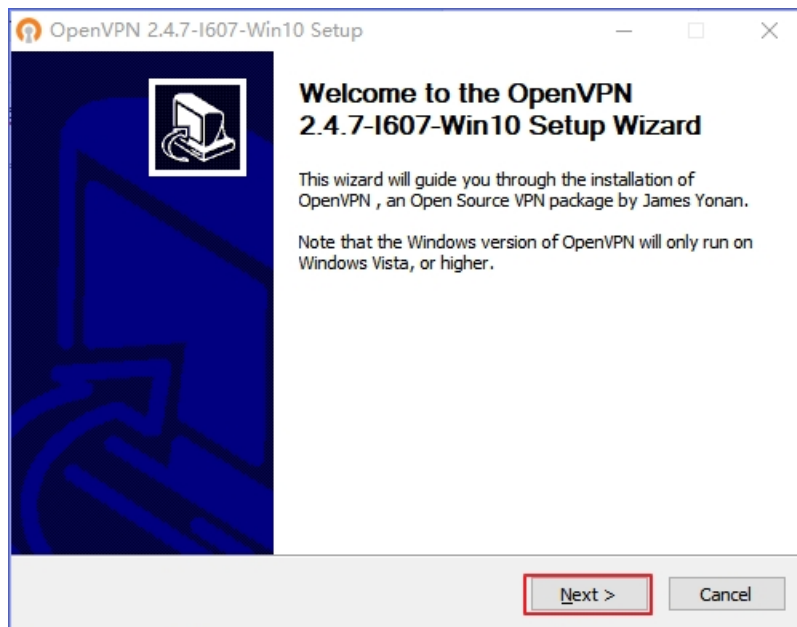 OpenVPN 2.4.7-I607-Win10 Setup
Welcome to the OpenVPN
2.4.7-I607-Win10 Setup Wizard
This wizard will guide you through the installation of
OpenVPN , an Open Source VPN package by James Yonan.
Note that the Windows version of OpenVPN will only run on
Windows Vista, or higher.
Next >
Cancel